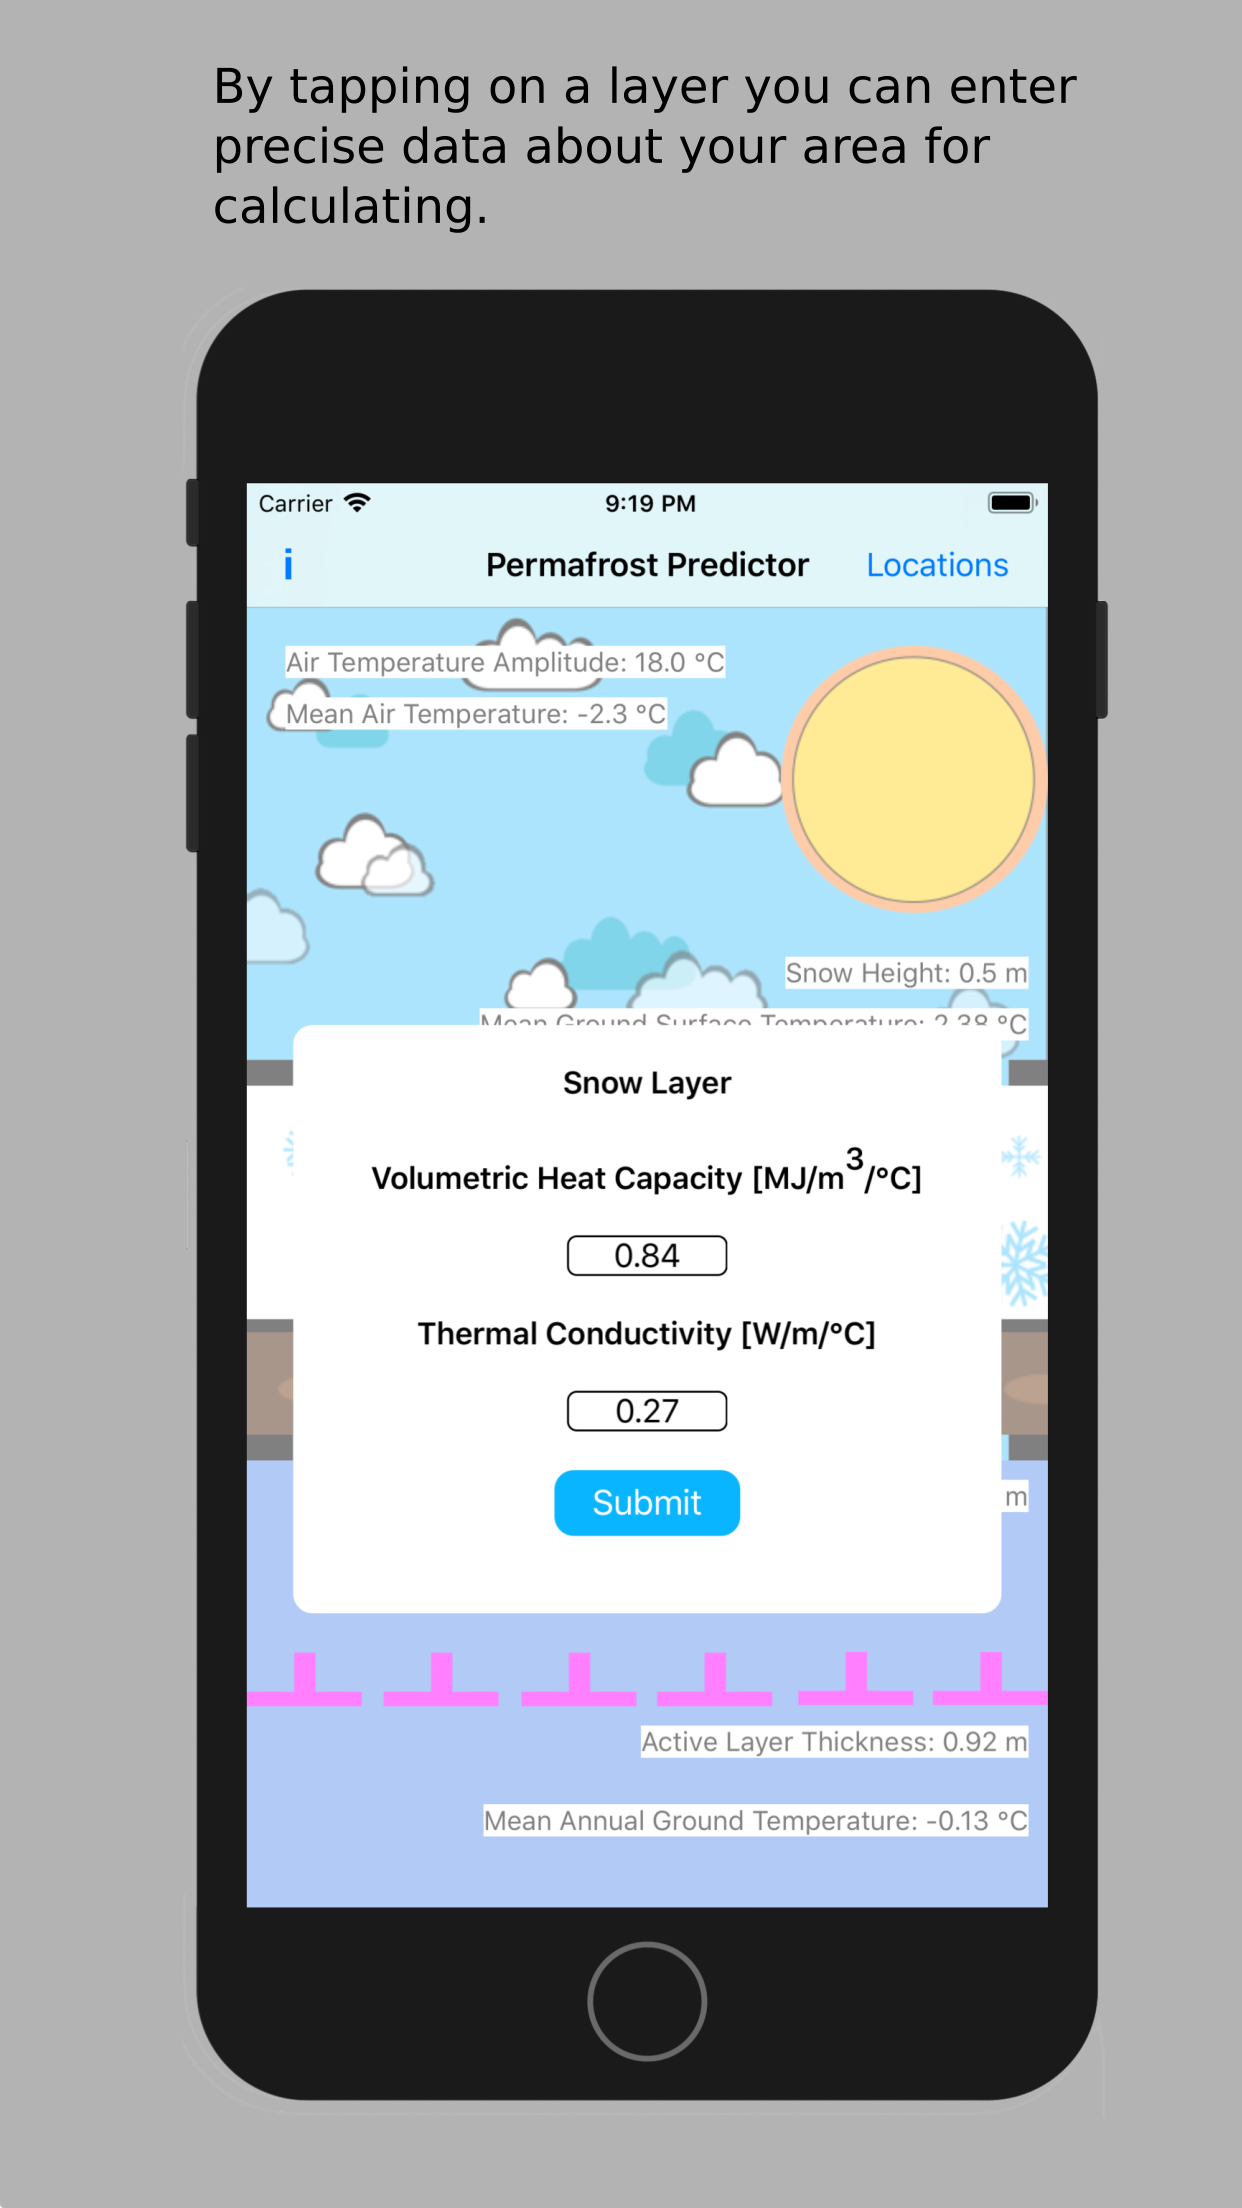 By tapping on a layer you can enter
precise data about your area for
calculating.
Carrier 9:19 PM
i Permafrost Predictor Locations
Air Temperature Amplitude: 18.0 °C
Mean Air Temperature: -2.3 °C
Snow Height: 0.5 m
Mean Ground Surface Temperature: 2.38 °C
Snow Layer
Volumetric Heat Capacity [MJ/m³/°C]
0.84
Thermal Conductivity [W/m/°C]
0.27
Submit
m
Active Layer Thickness: 0.92 m
Mean Annual Ground Temperature: -0.13 °C